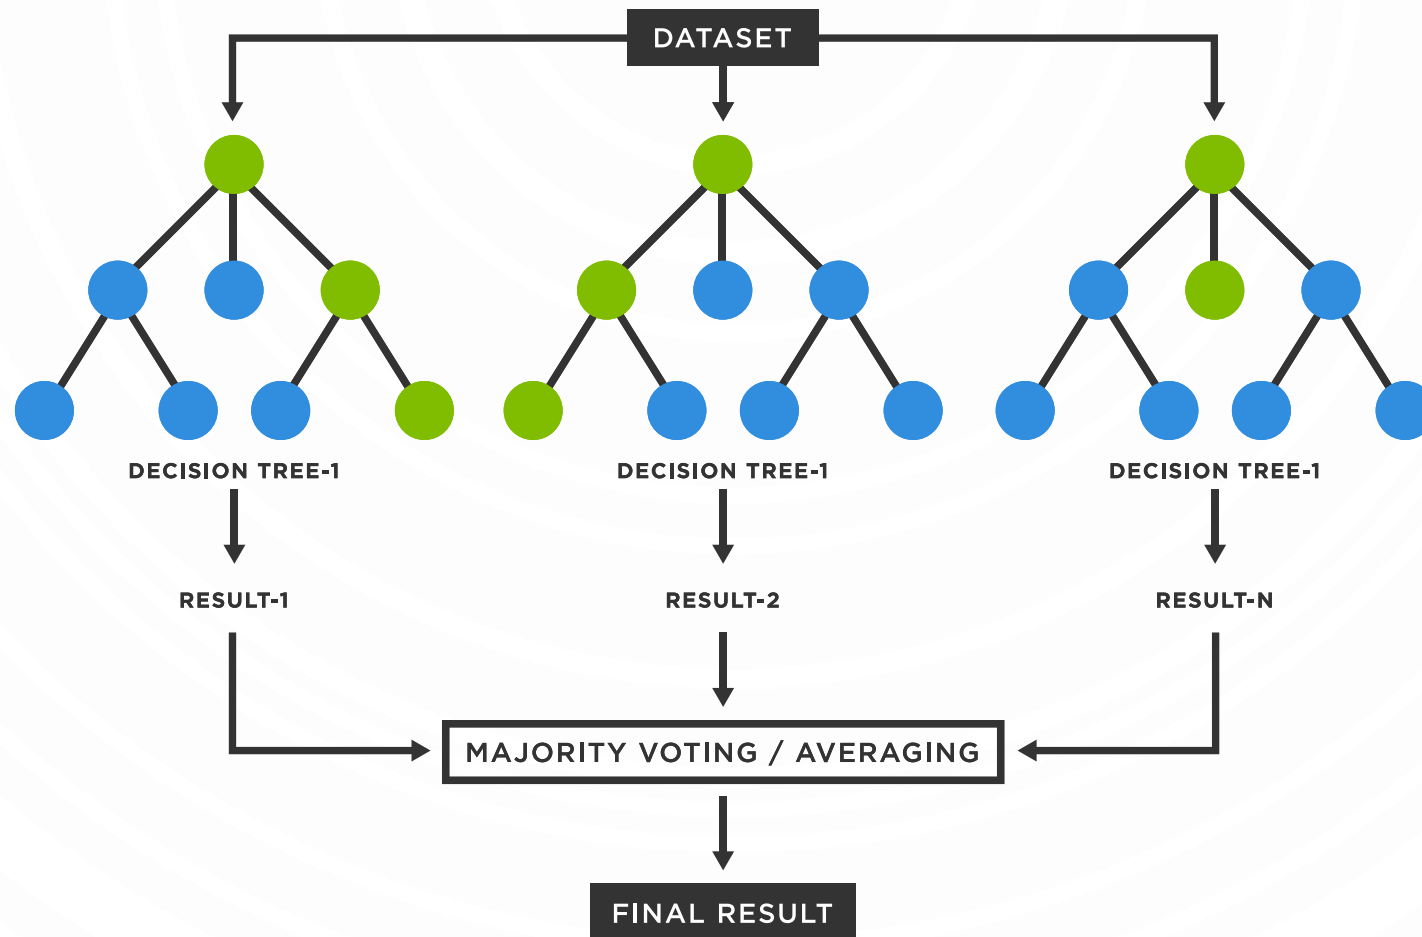 DATASET
DECISION TREE-1
DECISION TREE-1
DECISION TREE-1
RESULT-1
RESULT-2
RESULT-N
MAJORITY VOTING / AVERAGING
FINAL RESULT